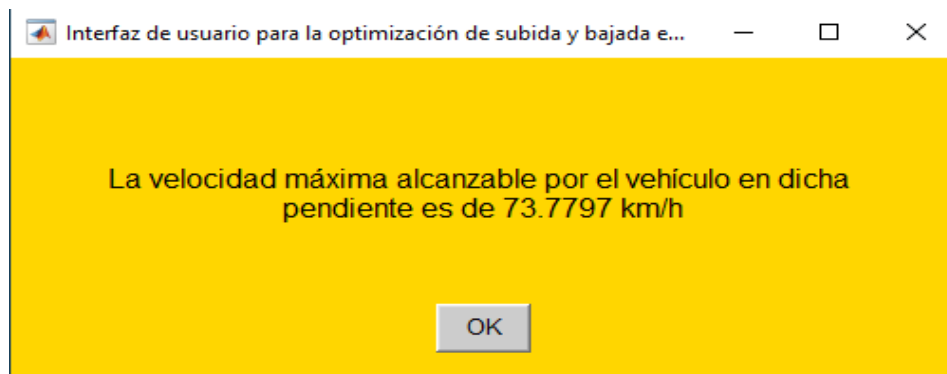 Interfaz de usuario para la optimización de subida y bajada e...
La velocidad máxima alcanzable por el vehículo en dicha
pendiente es de 73.7797 km/h
OK